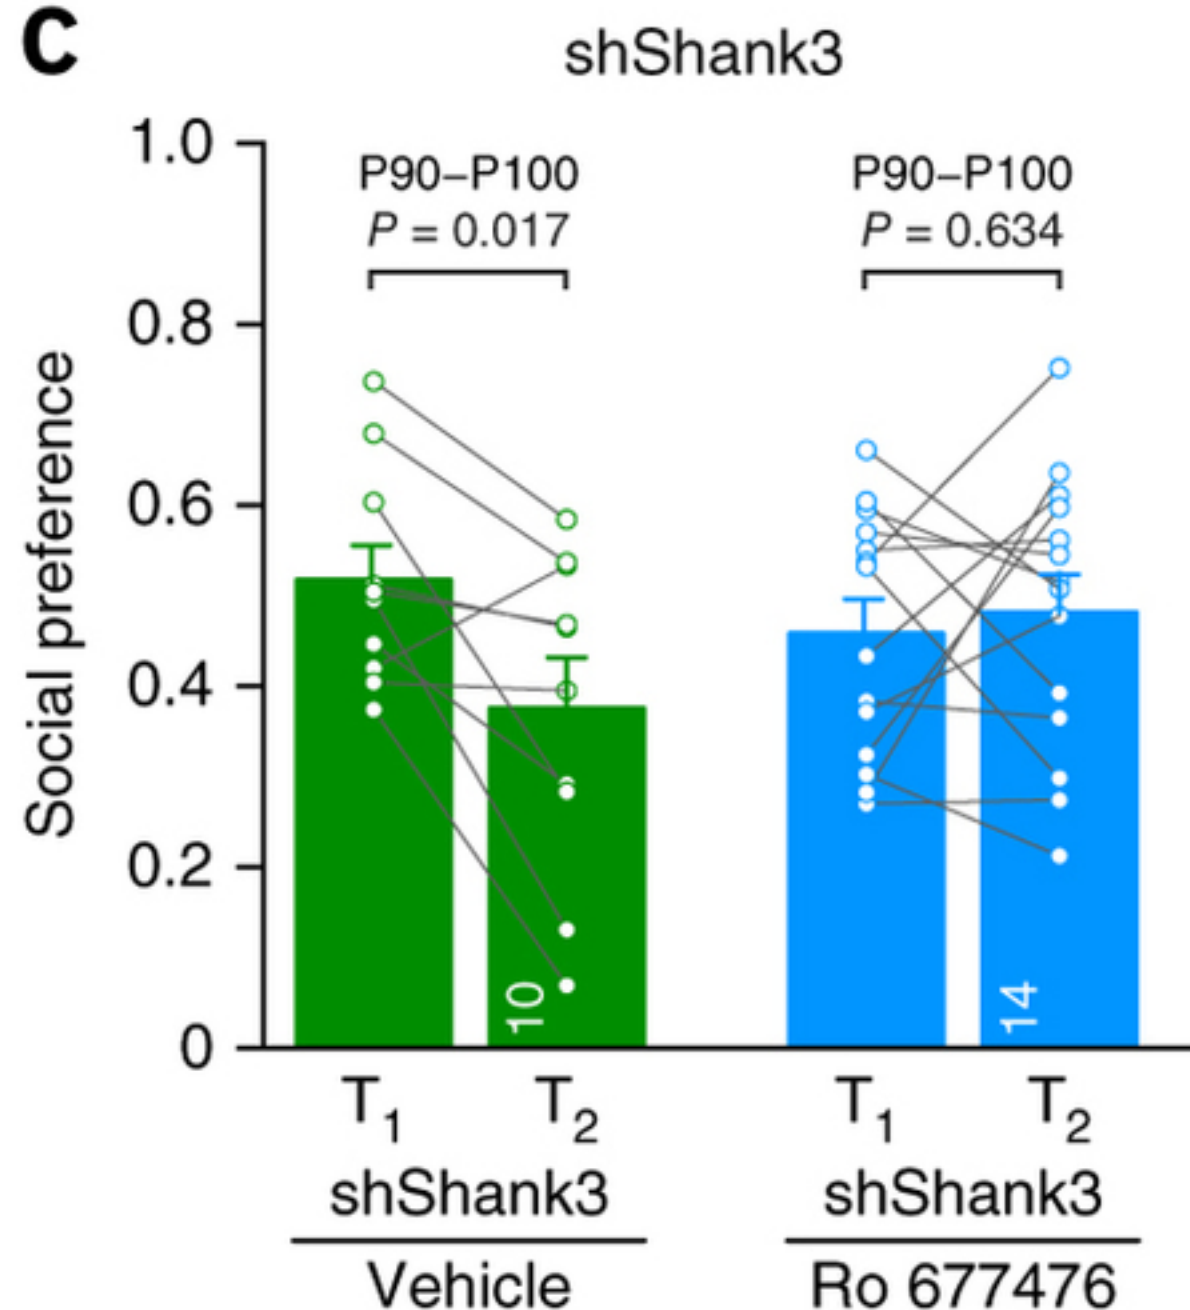 C
shShank3
1.0
0.8
0.6
0.4
0.2
0
Social preference
P90–P100
P = 0.017
P90–P100
P = 0.634
10
14
T1 T2 T1 T2
shShank3 shShank3
Vehicle Ro 677476